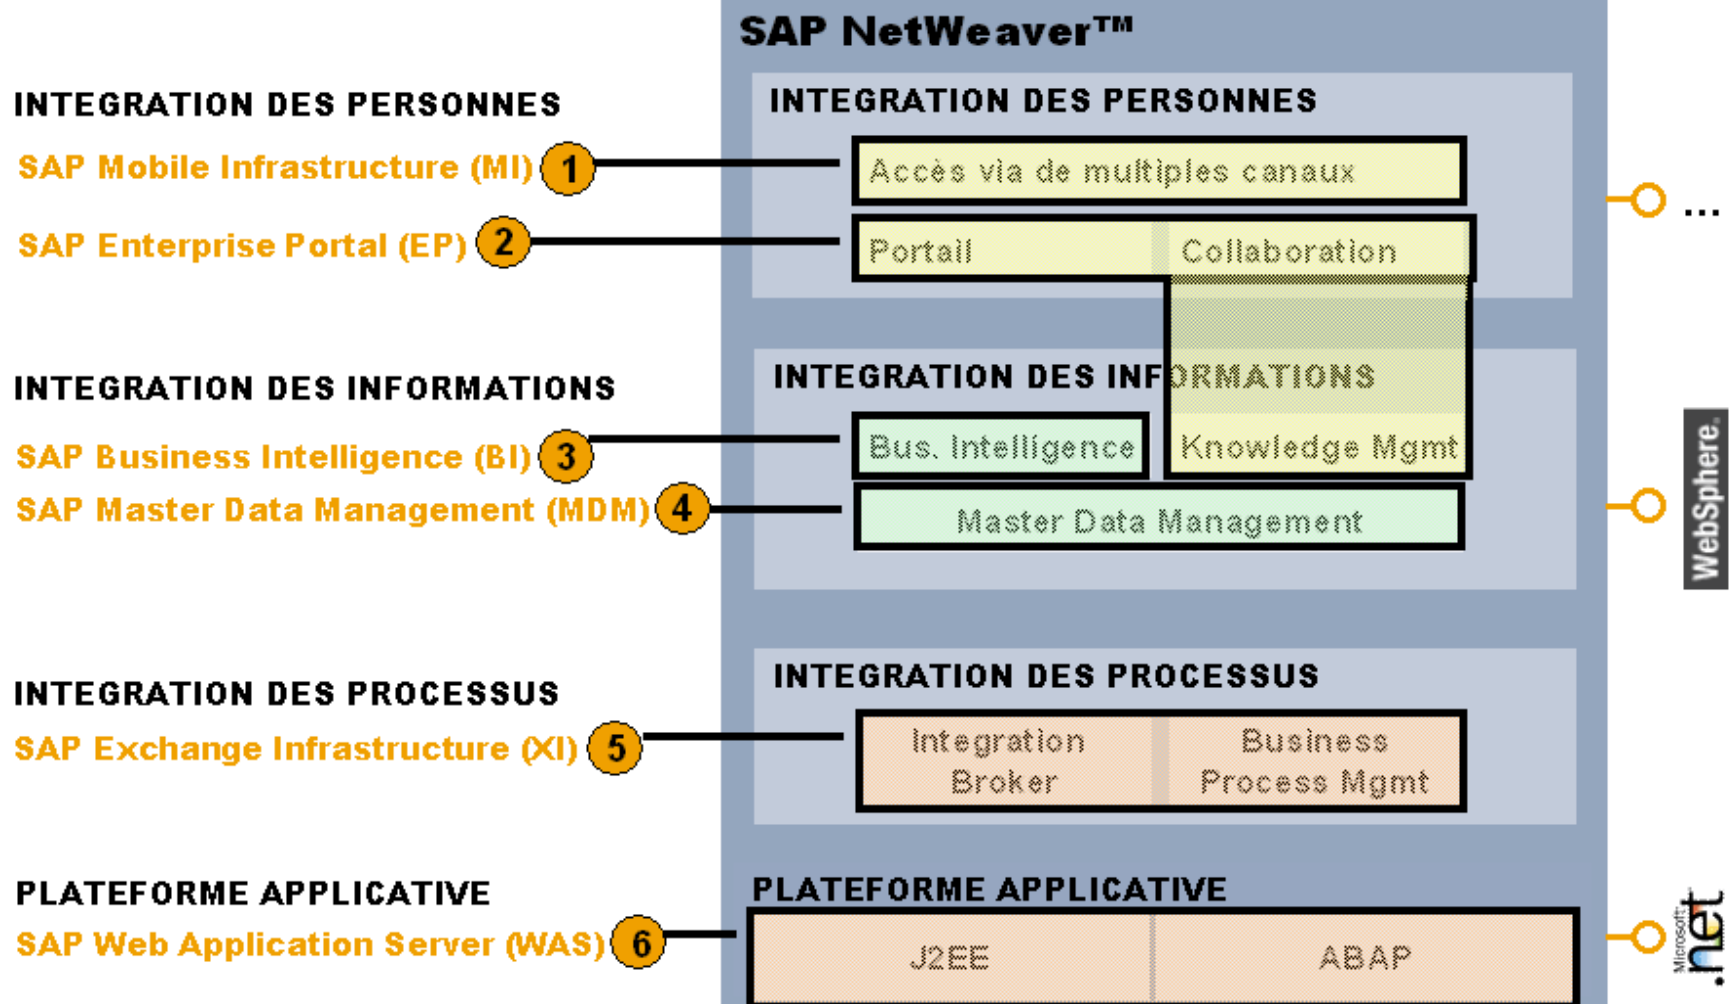 SAP NetWeaver™
INTEGRATION DES PERSONNES
SAP Mobile Infrastructure (MI) 1
SAP Enterprise Portal (EP) 2
INTEGRATION DES PERSONNES
Accès via de multiples canaux
Portail
Collaboration
...
INTEGRATION DES INFORMATIONS
SAP Business Intelligence (BI) 3
SAP Master Data Management (MDM) 4
INTEGRATION DES INFORMATIONS
Bus. Intelligence
Knowledge Mgmt
Master Data Management
WebSphere.
INTEGRATION DES PROCESSUS
SAP Exchange Infrastructure (XI) 5
INTEGRATION DES PROCESSUS
Integration
Broker
Business
Process Mgmt
PLATEFORME APPLICATIVE
SAP Web Application Server (WAS) 6
PLATEFORME APPLICATIVE
J2EE
ABAP
Microsoft
.net